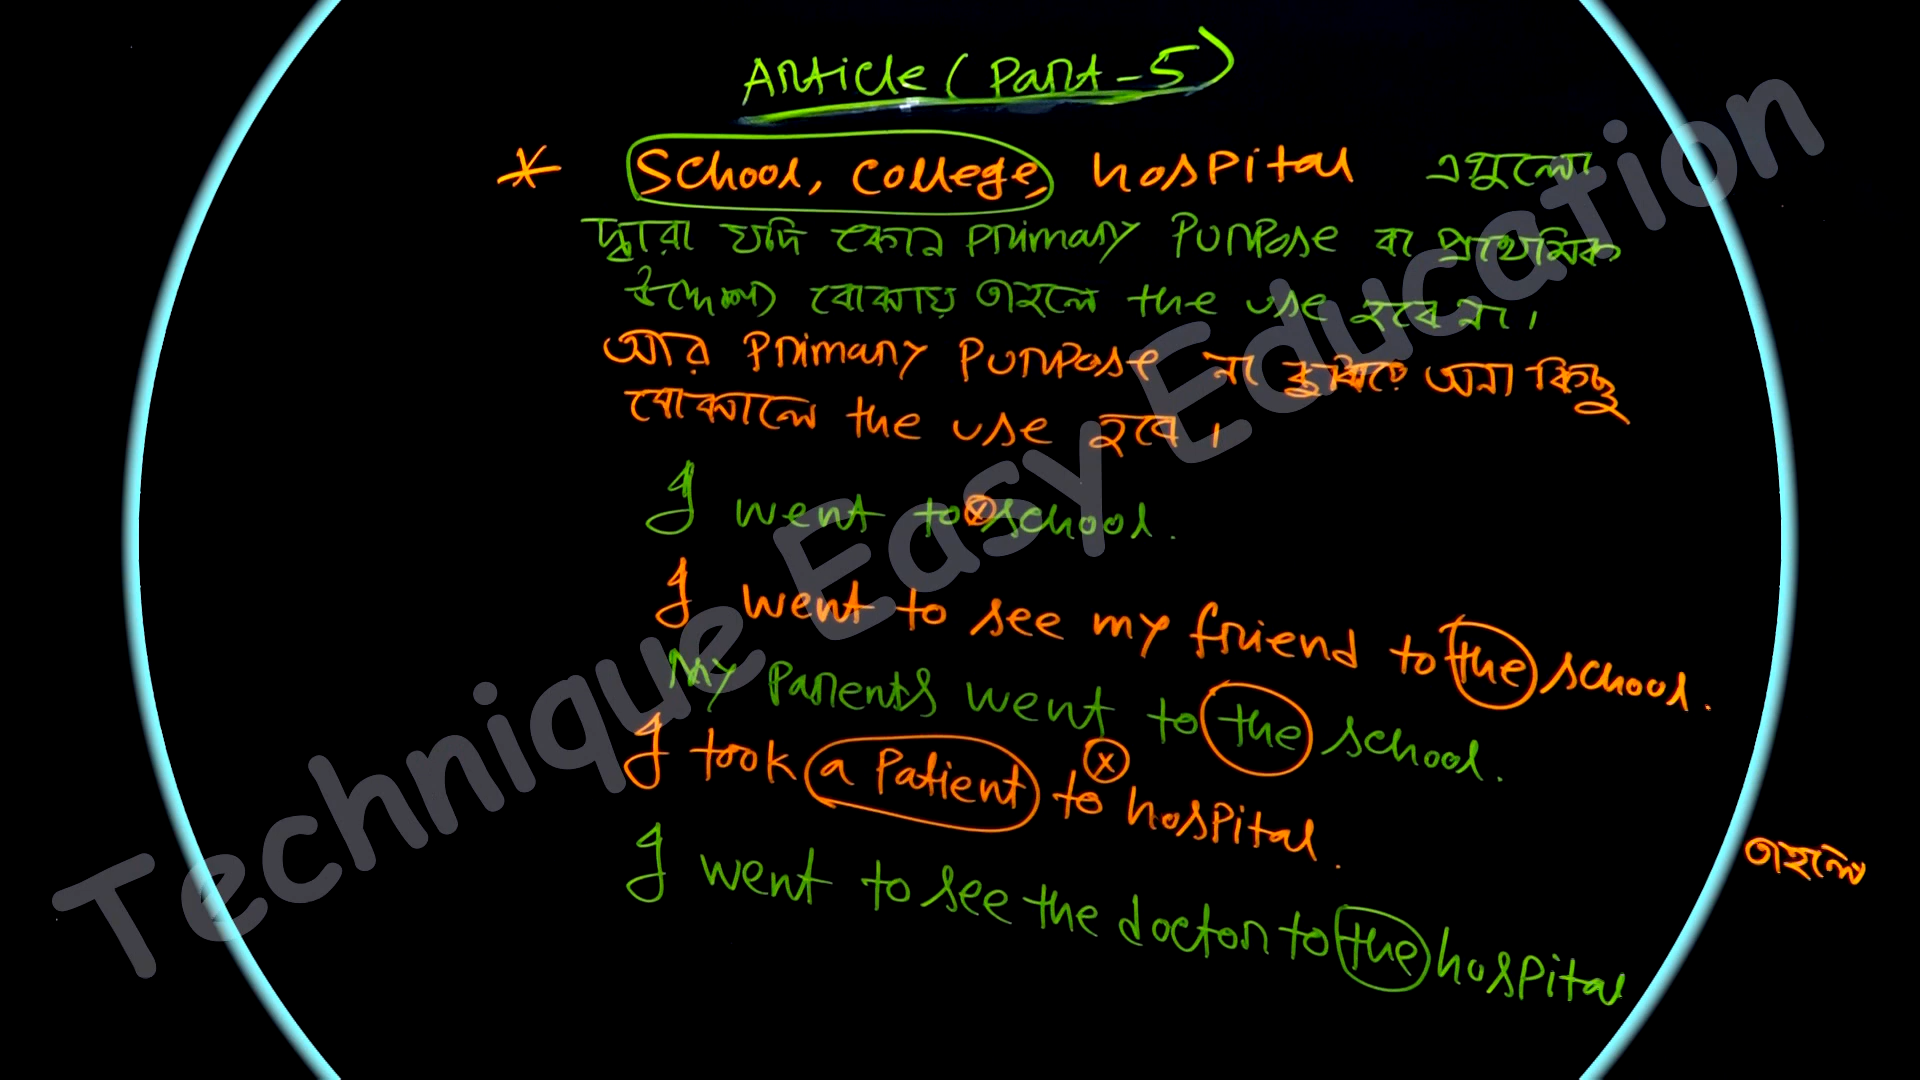 Article (Part-5)
* School, college, hospital এগুলো
দ্বারা যদি কোন primary purpose বা প্রাথেমিক
উদ্দেশ্য বোঝায় তাহলে the use হবে না।
আর primary purpose না বুঝিয়ে অন্য কিছু
বোঝালে the use হবে।
I went to x school.
I went to see my friend to the school.
My parents went to the school.
I took a patient to x hospital.
I went to see the doctor to the hospital
তাহলে
Technique Easy Education